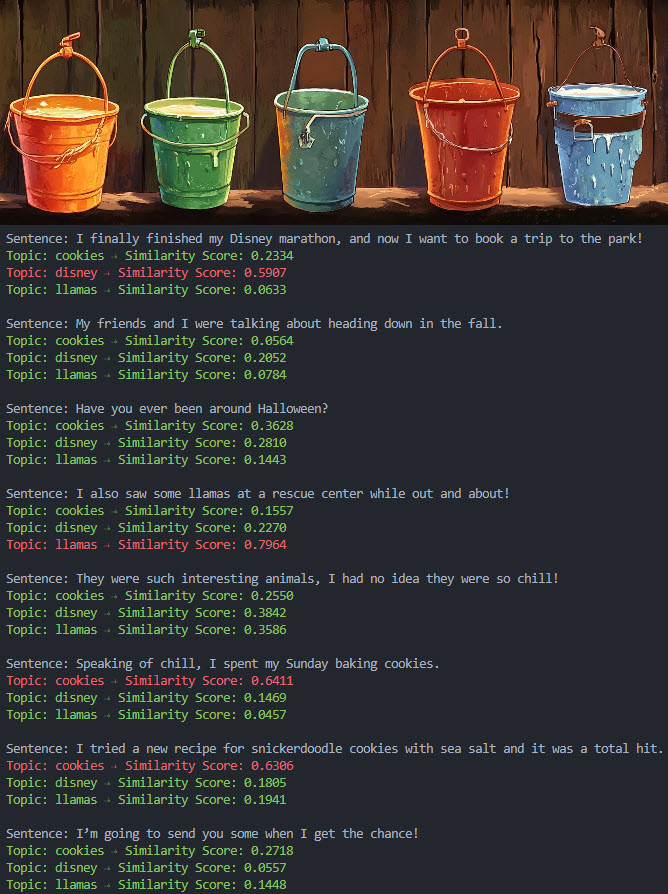 Sentence: I finally finished my Disney marathon, and now I want to book a trip to the park!
Topic: cookies → Similarity Score: 0.2334
Topic: disney → Similarity Score: 0.5907
Topic: llamas → Similarity Score: 0.0633
Sentence: My friends and I were talking about heading down in the fall.
Topic: cookies → Similarity Score: 0.0564
Topic: disney → Similarity Score: 0.2052
Topic: llamas → Similarity Score: 0.0784
Sentence: Have you ever been around Halloween?
Topic: cookies → Similarity Score: 0.3628
Topic: disney → Similarity Score: 0.2810
Topic: llamas → Similarity Score: 0.1443
Sentence: I also saw some llamas at a rescue center while out and about!
Topic: cookies → Similarity Score: 0.1557
Topic: disney → Similarity Score: 0.2270
Topic: llamas → Similarity Score: 0.7964
Sentence: They were such interesting animals, I had no idea they were so chill!
Topic: cookies → Similarity Score: 0.2550
Topic: disney → Similarity Score: 0.3842
Topic: llamas → Similarity Score: 0.3586
Sentence: Speaking of chill, I spent my Sunday baking cookies.
Topic: cookies → Similarity Score: 0.6411
Topic: disney → Similarity Score: 0.1469
Topic: llamas → Similarity Score: 0.0457
Sentence: I tried a new recipe for snickerdoodle cookies with sea salt and it was a total hit.
Topic: cookies → Similarity Score: 0.6306
Topic: disney → Similarity Score: 0.1805
Topic: llamas → Similarity Score: 0.1941
Sentence: I’m going to send you some when I get the chance!
Topic: cookies → Similarity Score: 0.2718
Topic: disney → Similarity Score: 0.0557
Topic: llamas → Similarity Score: 0.1448